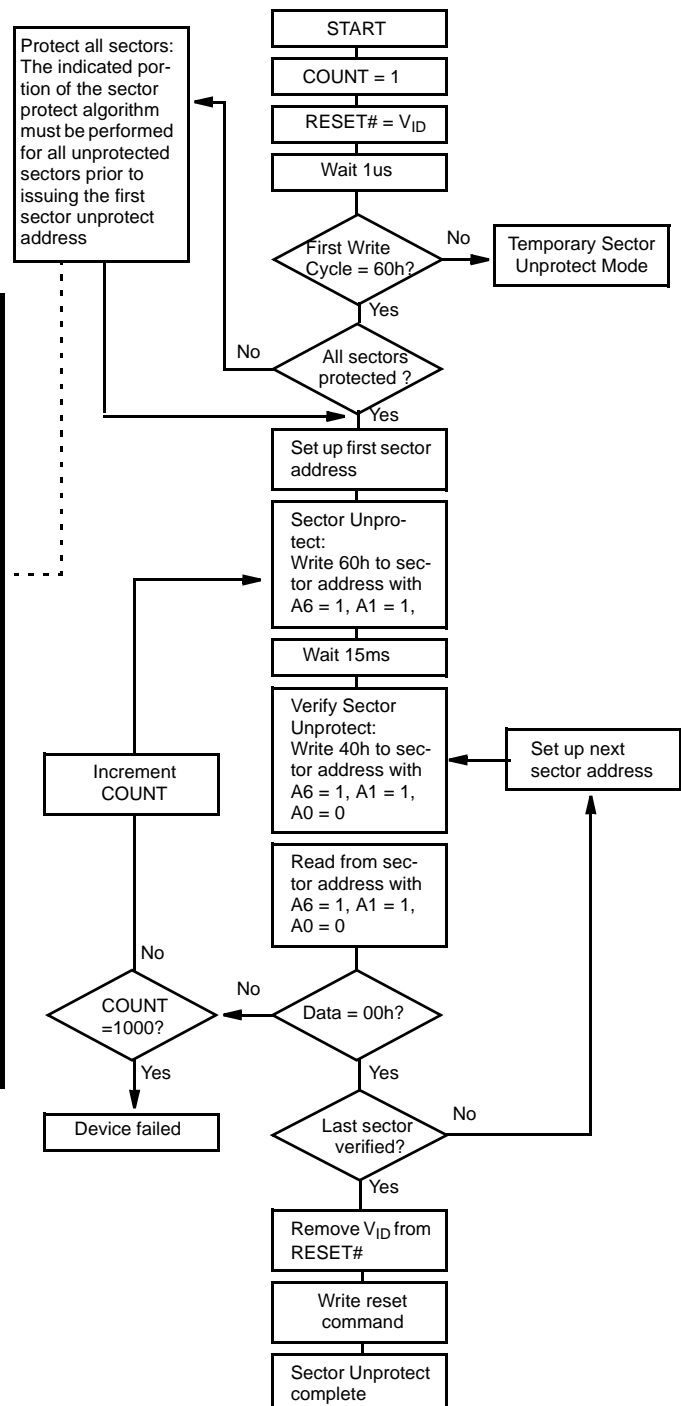 Protect all sectors:
The indicated por-
tion of the sector
protect algorithm
must be performed
for all unprotected
sectors prior to
issuing the first
sector unprotect
address
START
COUNT = 1
RESET# = VID
Wait 1us
First Write
Cycle = 60h?
No
Temporary Sector
Unprotect Mode
Yes
No
All sectors
protected ?
Yes
Set up first sector
address
Sector Unpro-
tect:
Write 60h to sec-
tor address with
A6 = 1, A1 = 1,
Wait 15ms
Verify Sector
Unprotect:
Write 40h to sec-
tor address with
A6 = 1, A1 = 1,
A0 = 0
Set up next
sector address
Increment
COUNT
Read from sec-
tor address with
A6 = 1, A1 = 1,
A0 = 0
No
No
COUNT
=1000?
Data = 00h?
Yes
Yes
Device failed
Last sector
verified?
No
Yes
Remove VID from
RESET#
Write reset
command
Sector Unprotect
complete